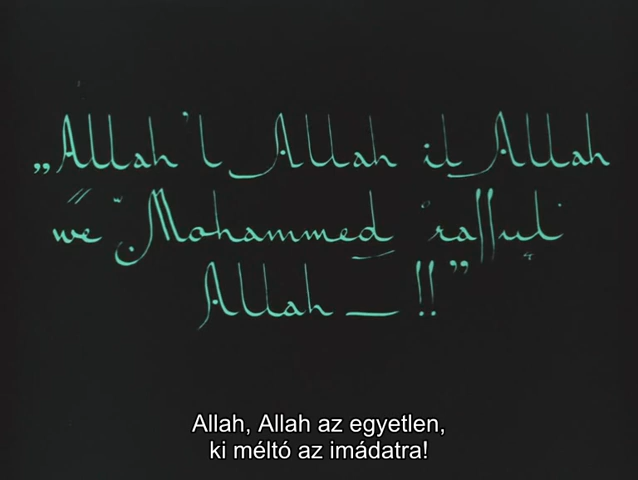 „Allah'l Allah il Allah
we Mohammed rassul
Allah — !!”
Allah, Allah az egyetlen,
ki méltó az imádatra!